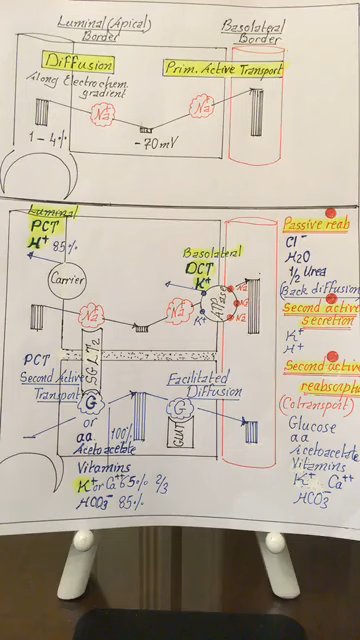 Luminal (Apical)
Border
Basolateral
Border
Diffusion
Along Electrochem.
gradient
Prim. Active Transport
Na⁺
Na⁺
1-4%
-70mV
Luminal
PCT
H⁺ 85%
Carrier
Basolateral
DCT
K⁺
K⁺
ATPase
Na
Na
Na
Na⁺
Na⁺
SGLT2
PCT
Second Active
Transport
G
or
aa.
Acetoacetate
100%
Vitamins
K⁺ or Ca⁺⁺ 65% 2/3
HCO₃⁻ 85%
Facilitated
Diffusion
G
GLUT
Passive reab
Cl⁻
H₂O
1/2 Urea
(Back diffusion)
Second active
secretion
K⁺
H⁺
Second active
(Cotransport)
Glucose
aa
Acetoacetate
Vitamins
K⁺ Ca⁺⁺
HCO₃⁻